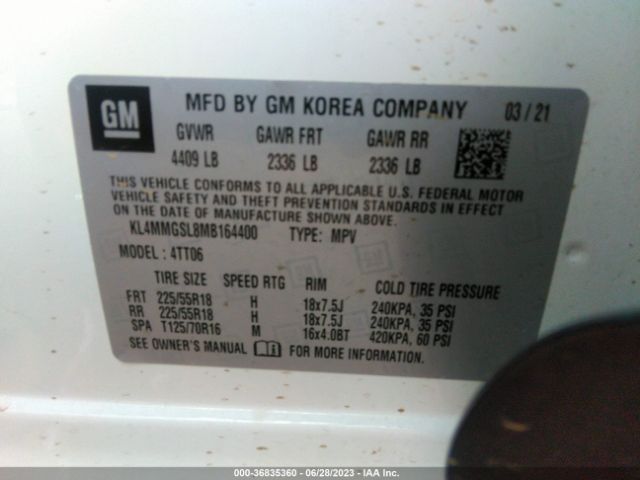 GM
MFD BY GM KOREA COMPANY 03 / 21
GVWR GAWR FRT GAWR RR
4409 LB 2336 LB 2336 LB
THIS VEHICLE CONFORMS TO ALL APPLICABLE U.S. FEDERAL MOTOR
VEHICLE SAFETY AND THEFT PREVENTION STANDARDS IN EFFECT
ON THE DATE OF MANUFACTURE SHOWN ABOVE.
KL4MMGSL8MB164400 TYPE: MPV
MODEL : 4TT06
TIRE SIZE SPEED RTG RIM COLD TIRE PRESSURE
FRT 225/55R18 H 18x7.5J 240KPA, 35 PSI
RR 225/55R18 H 18x7.5J 240KPA, 35 PSI
SPA T125/70R16 M 16x4.0BT 420KPA, 60 PSI
SEE OWNER'S MANUAL FOR MORE INFORMATION.
000-36835360 - 06/28/2023 - IAA Inc.